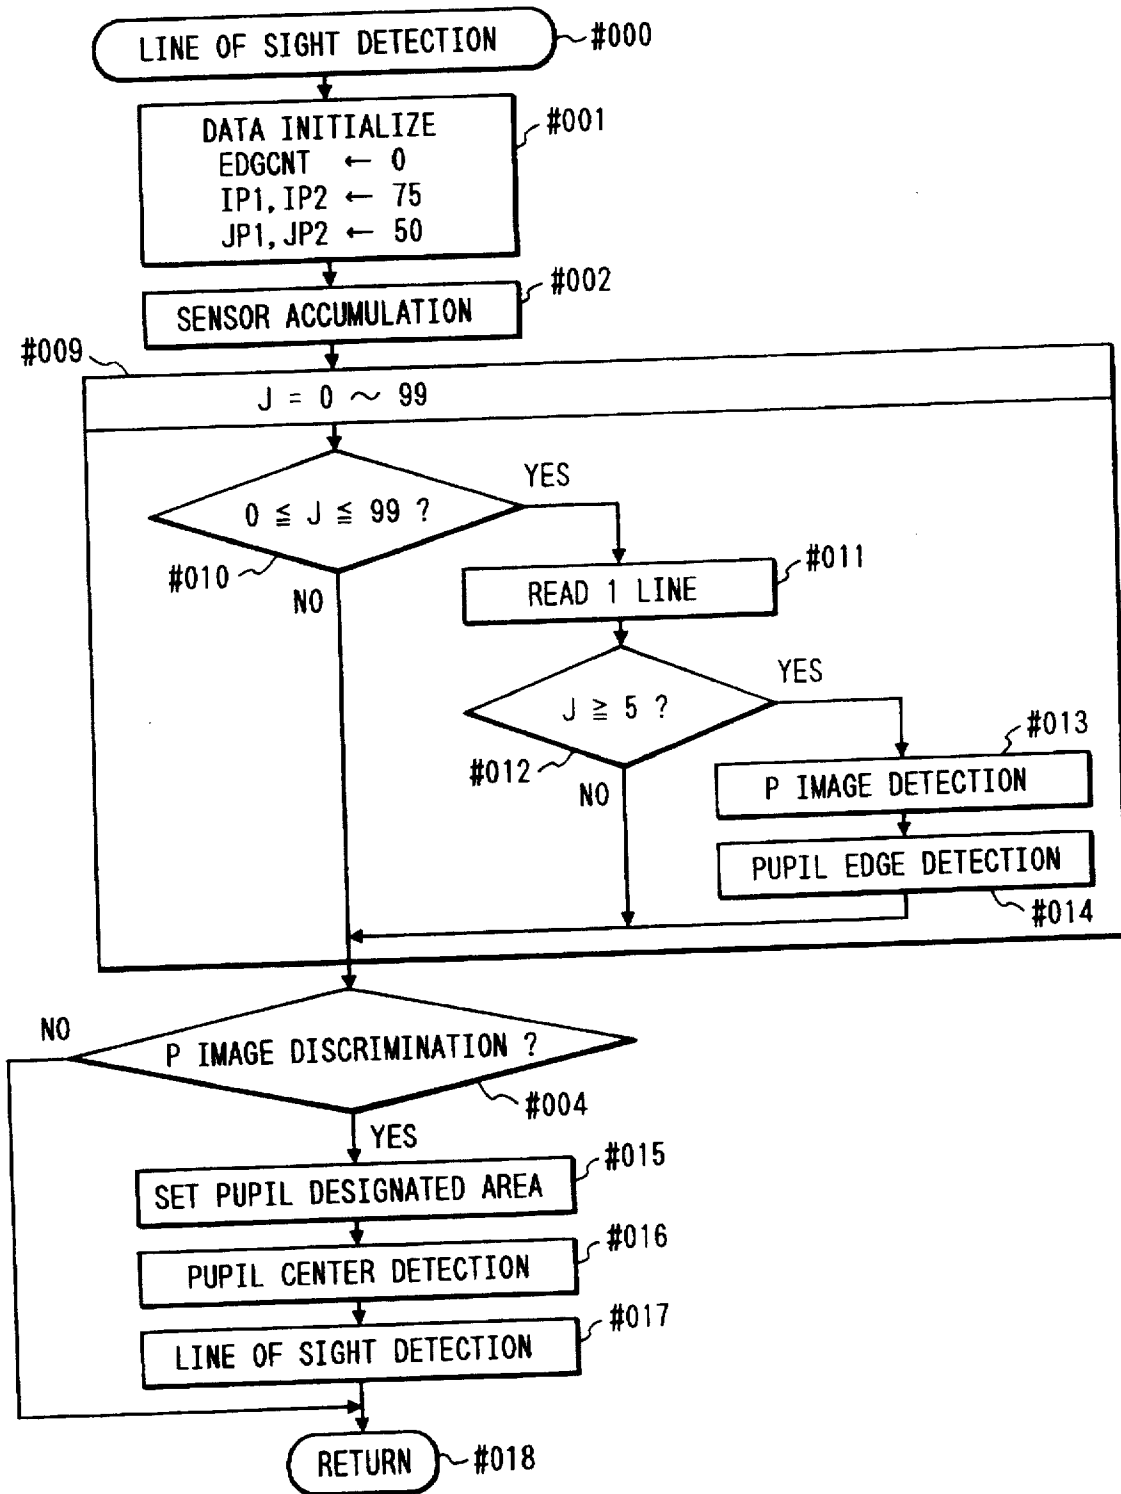 LINE OF SIGHT DETECTION
#000
DATA INITIALIZE
EDGCNT ← 0
IP1, IP2 ← 75
JP1, JP2 ← 50
#001
SENSOR ACCUMULATION
#002
#009
J = 0 ～ 99
0 ≦ J ≦ 99 ?
YES
#010
NO
READ 1 LINE
#011
J ≧ 5 ?
YES
#012
NO
#013
P IMAGE DETECTION
PUPIL EDGE DETECTION
#014
NO
P IMAGE DISCRIMINATION ?
#004
YES
#015
SET PUPIL DESIGNATED AREA
#016
PUPIL CENTER DETECTION
#017
LINE OF SIGHT DETECTION
RETURN
#018